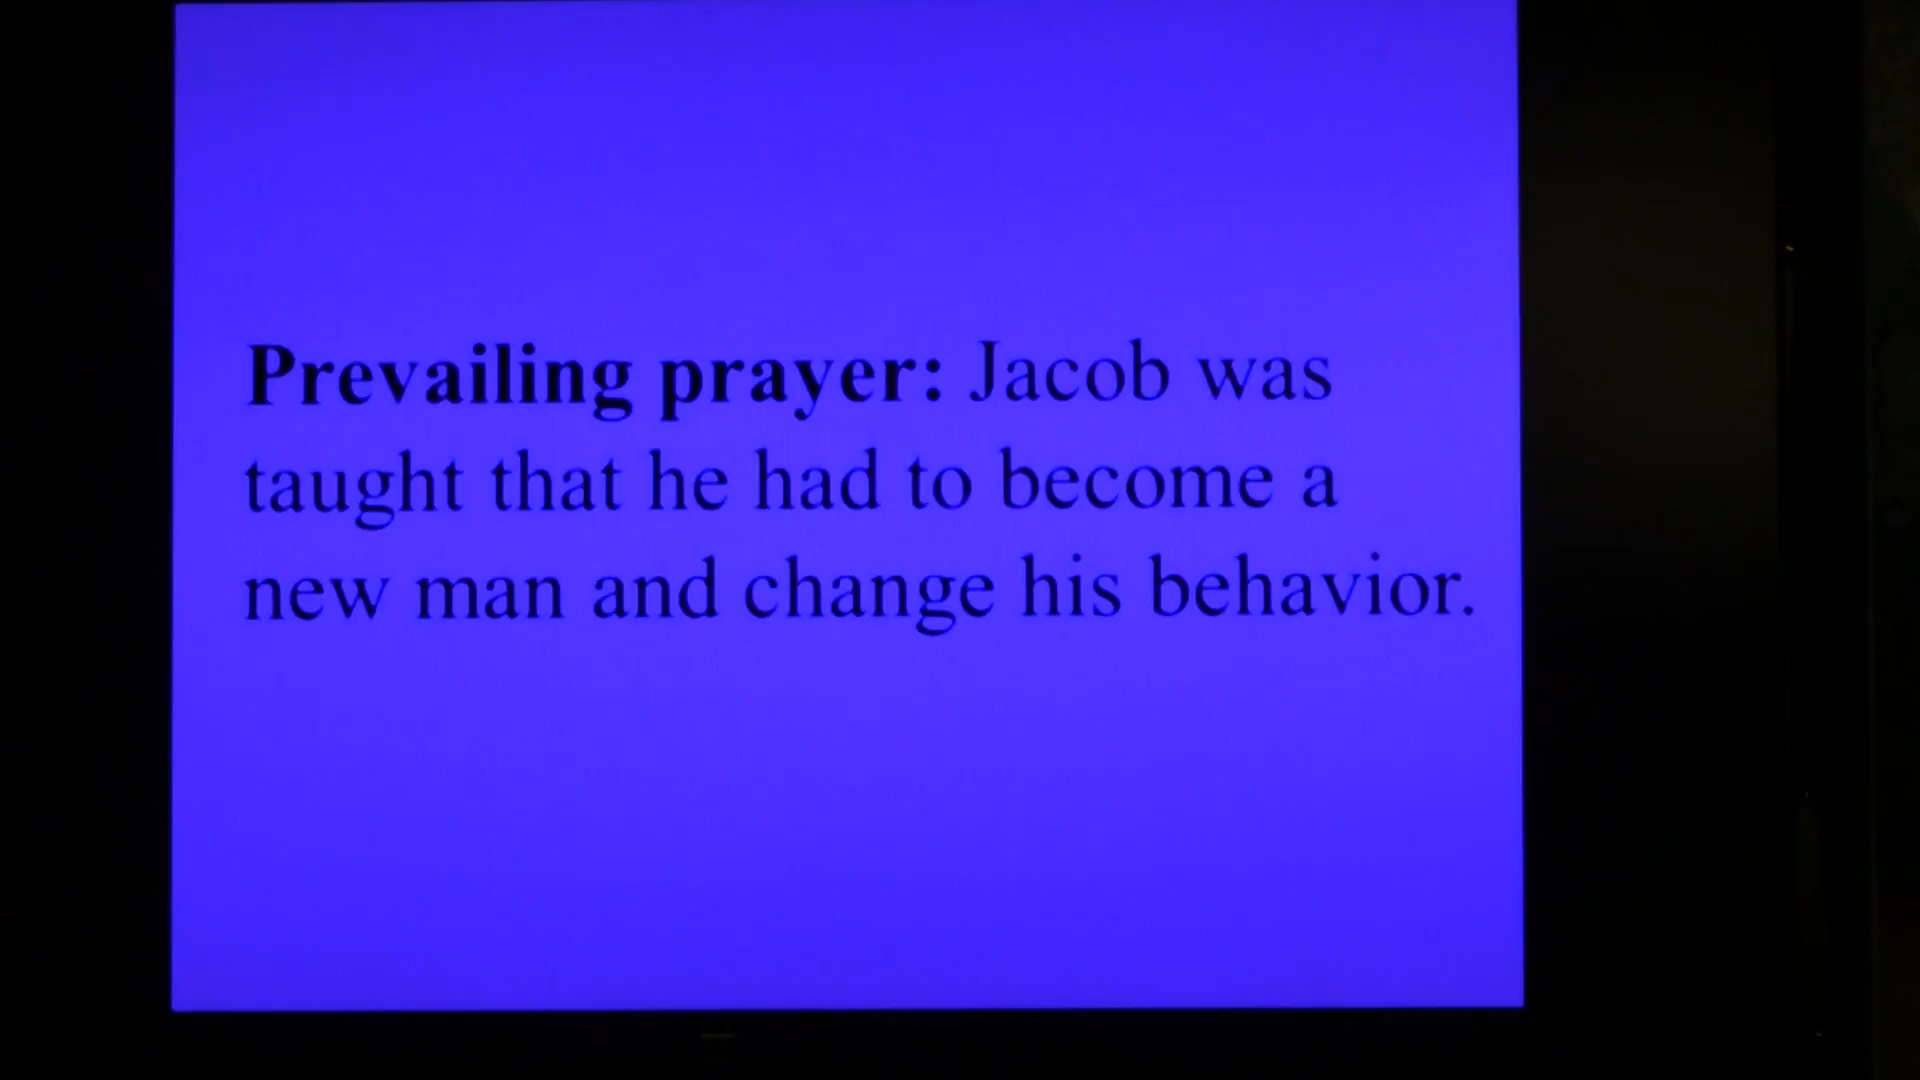 Prevailing prayer: Jacob was
taught that he had to become a
new man and change his behavior.